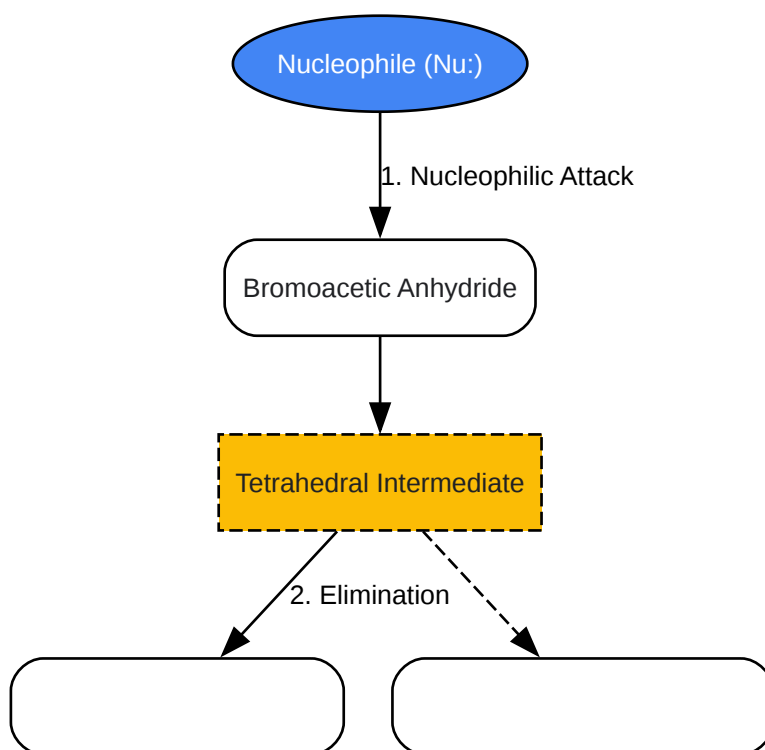 Nucleophile (Nu:)
1. Nucleophilic Attack
Bromoacetic Anhydride
Tetrahedral Intermediate
2. Elimination